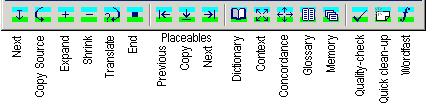 Next
Copy Source
Expand
Shrink
Translate
End
Placeables
Previous
Copy
Next
Dictionary
Context
Concordance
Glossary
Memory
Quality-check
Quick clean-up
Wordfast